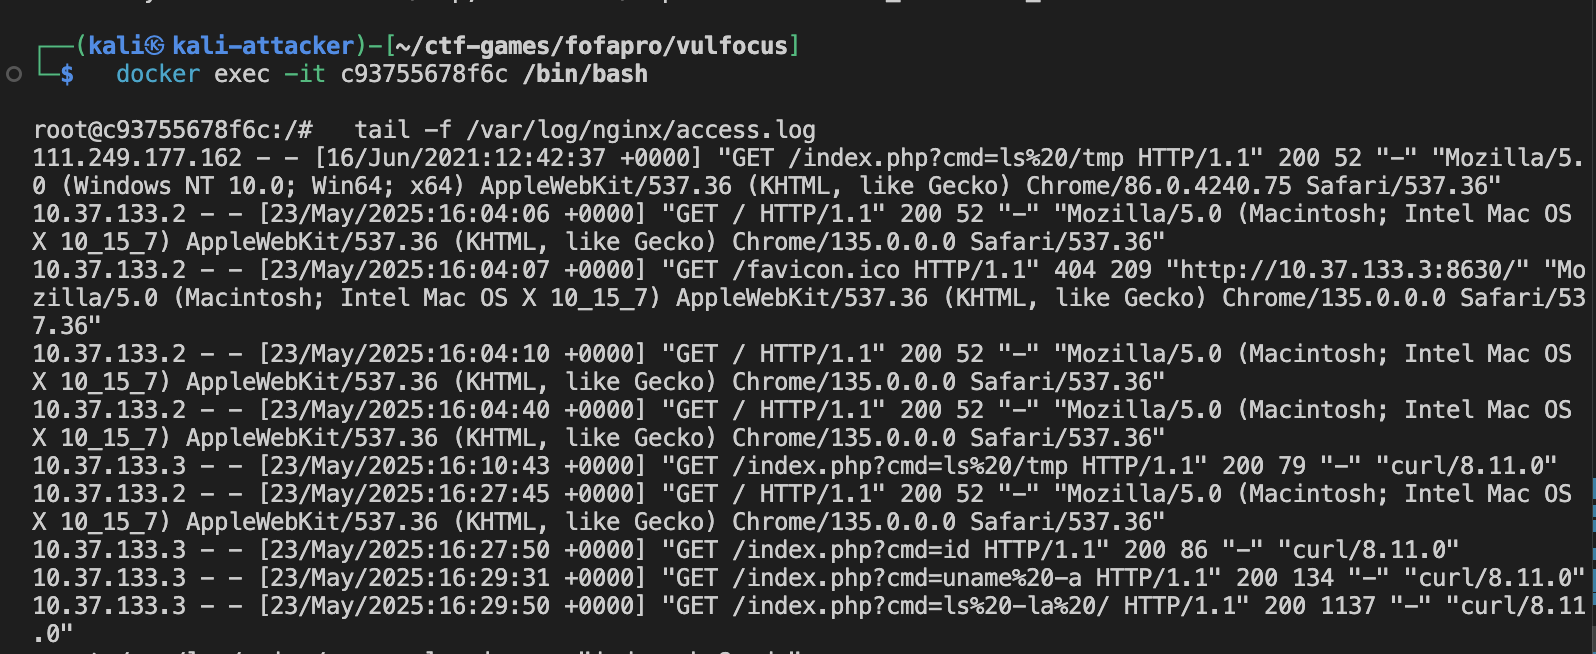 ┌──(kali㉿kali-attacker)-[~/ctf-games/fofapro/vulfocus]
└─$ docker exec -it c93755678f6c /bin/bash
root@c93755678f6c:/# tail -f /var/log/nginx/access.log
111.249.177.162 - - [16/Jun/2021:12:42:37 +0000] "GET /index.php?cmd=ls%20/tmp HTTP/1.1" 200 52 "-" "Mozilla/5.
0 (Windows NT 10.0; Win64; x64) AppleWebKit/537.36 (KHTML, like Gecko) Chrome/86.0.4240.75 Safari/537.36"
10.37.133.2 - - [23/May/2025:16:04:06 +0000] "GET / HTTP/1.1" 200 52 "-" "Mozilla/5.0 (Macintosh; Intel Mac OS
X 10_15_7) AppleWebKit/537.36 (KHTML, like Gecko) Chrome/135.0.0.0 Safari/537.36"
10.37.133.2 - - [23/May/2025:16:04:07 +0000] "GET /favicon.ico HTTP/1.1" 404 209 "http://10.37.133.3:8630/" "Mo
zilla/5.0 (Macintosh; Intel Mac OS X 10_15_7) AppleWebKit/537.36 (KHTML, like Gecko) Chrome/135.0.0.0 Safari/53
7.36"
10.37.133.2 - - [23/May/2025:16:04:10 +0000] "GET / HTTP/1.1" 200 52 "-" "Mozilla/5.0 (Macintosh; Intel Mac OS
X 10_15_7) AppleWebKit/537.36 (KHTML, like Gecko) Chrome/135.0.0.0 Safari/537.36"
10.37.133.2 - - [23/May/2025:16:04:40 +0000] "GET / HTTP/1.1" 200 52 "-" "Mozilla/5.0 (Macintosh; Intel Mac OS
X 10_15_7) AppleWebKit/537.36 (KHTML, like Gecko) Chrome/135.0.0.0 Safari/537.36"
10.37.133.3 - - [23/May/2025:16:10:43 +0000] "GET /index.php?cmd=ls%20/tmp HTTP/1.1" 200 79 "-" "curl/8.11.0"
10.37.133.2 - - [23/May/2025:16:27:45 +0000] "GET / HTTP/1.1" 200 52 "-" "Mozilla/5.0 (Macintosh; Intel Mac OS
X 10_15_7) AppleWebKit/537.36 (KHTML, like Gecko) Chrome/135.0.0.0 Safari/537.36"
10.37.133.3 - - [23/May/2025:16:27:50 +0000] "GET /index.php?cmd=id HTTP/1.1" 200 86 "-" "curl/8.11.0"
10.37.133.3 - - [23/May/2025:16:29:31 +0000] "GET /index.php?cmd=uname%20-a HTTP/1.1" 200 134 "-" "curl/8.11.0"
10.37.133.3 - - [23/May/2025:16:29:50 +0000] "GET /index.php?cmd=ls%20-la%20/ HTTP/1.1" 200 1137 "-" "curl/8.11
.0"